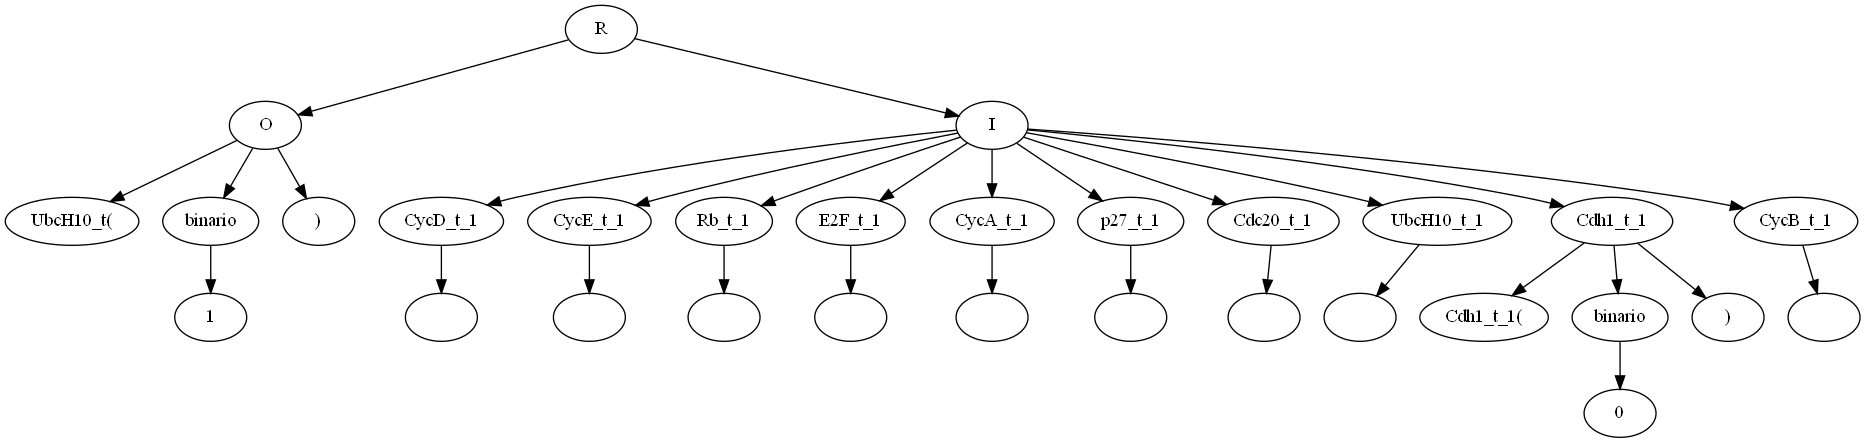 R
O
I
UbcH10_t(
binario
)
CycD_t_1
CycE_t_1
Rb_t_1
E2F_t_1
CycA_t_1
p27_t_1
Cdc20_t_1
UbcH10_t_1
Cdh1_t_1
CycB_t_1
1
Cdh1_t_1(
binario
)
0